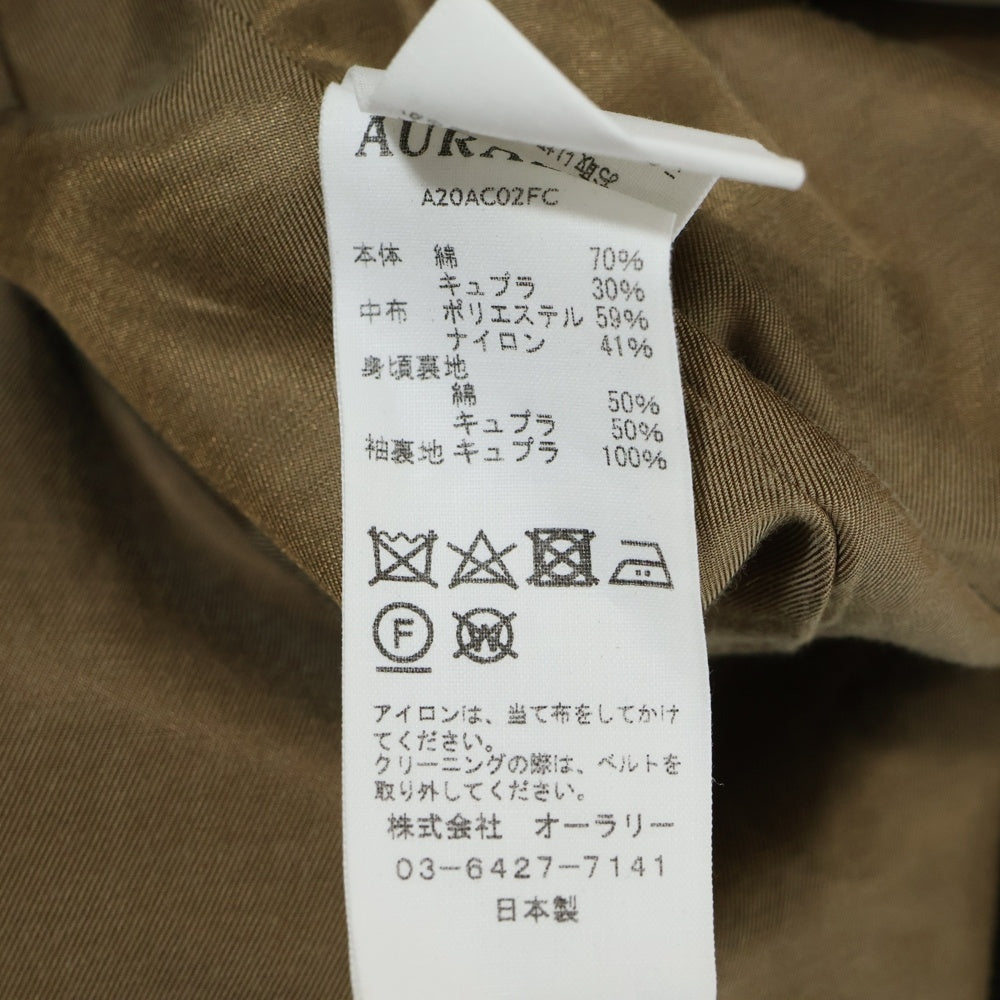 A20AC02FC
本体 綿 70%
キュプラ 30%
中布 ポリエステル 59%
ナイロン 41%
身頃裏地
綿 50%
キュプラ 50%
袖裏地 キュプラ 100%
F
W
アイロンは、当て布をしてかけ
てください。
クリーニングの際は、ベルトを
取り外してください。
株式会社 オーラリー
03-6427-7141
日本製